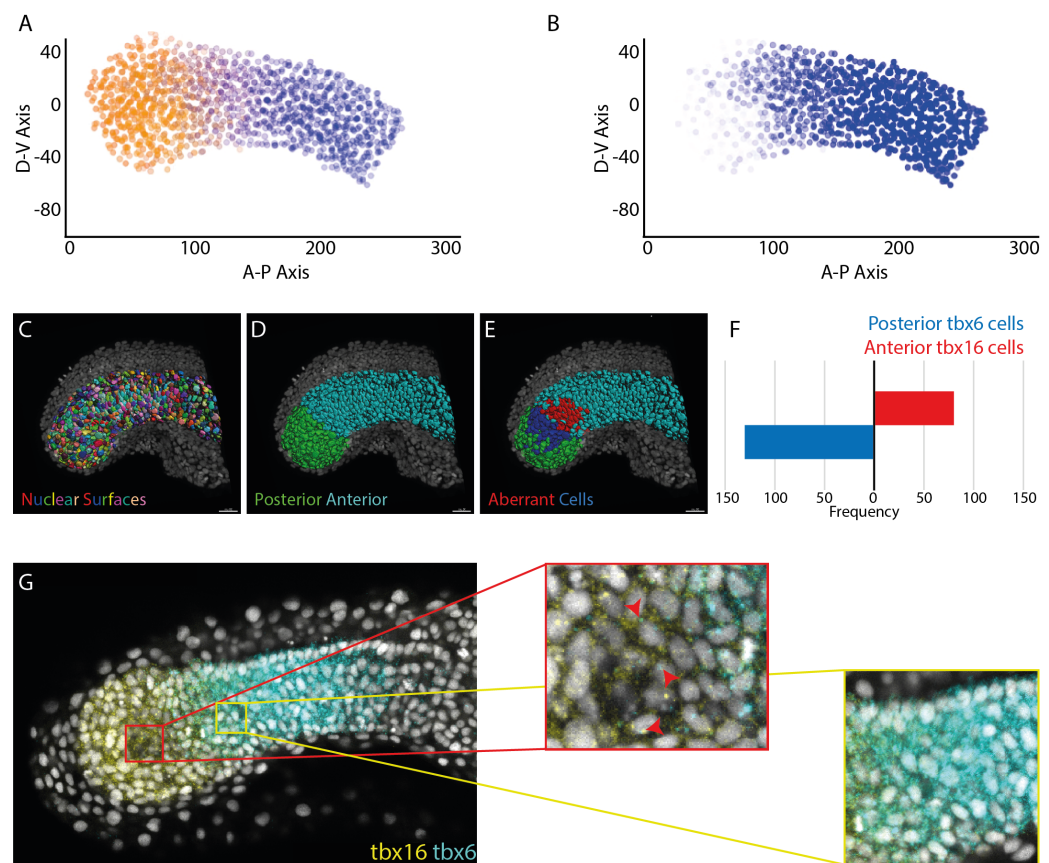 A
40
0
-40
-80
D-V Axis
0 100 200 300
A-P Axis
B
40
0
-40
-80
D-V Axis
0 100 200 300
A-P Axis
C
Nuclear Surfaces
D
Posterior Anterior
E
Aberrant Cells
F
Posterior tbx6 cells
Anterior tbx16 cells
150 100 50 0 50 100 150
Frequency
G
tbx16 tbx6